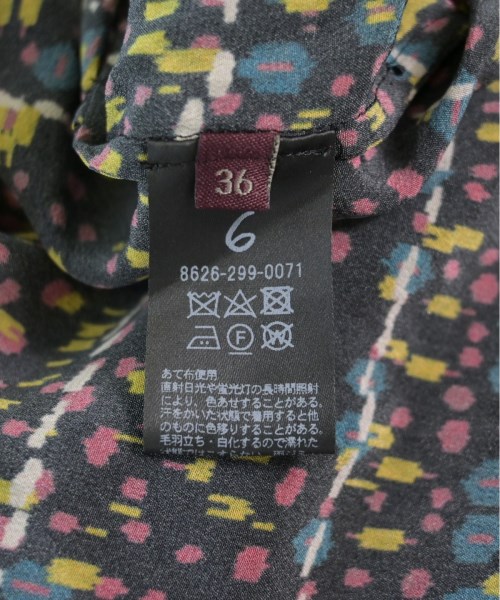 36
6
8626-299-0071
F
W
あて布使用
直射日光や蛍光灯の長時間照射
により、色あせすることがある。
汗をかいた状態で着用すると他
のものに色移りすることがある。
毛羽立ち・白化するので濡れた